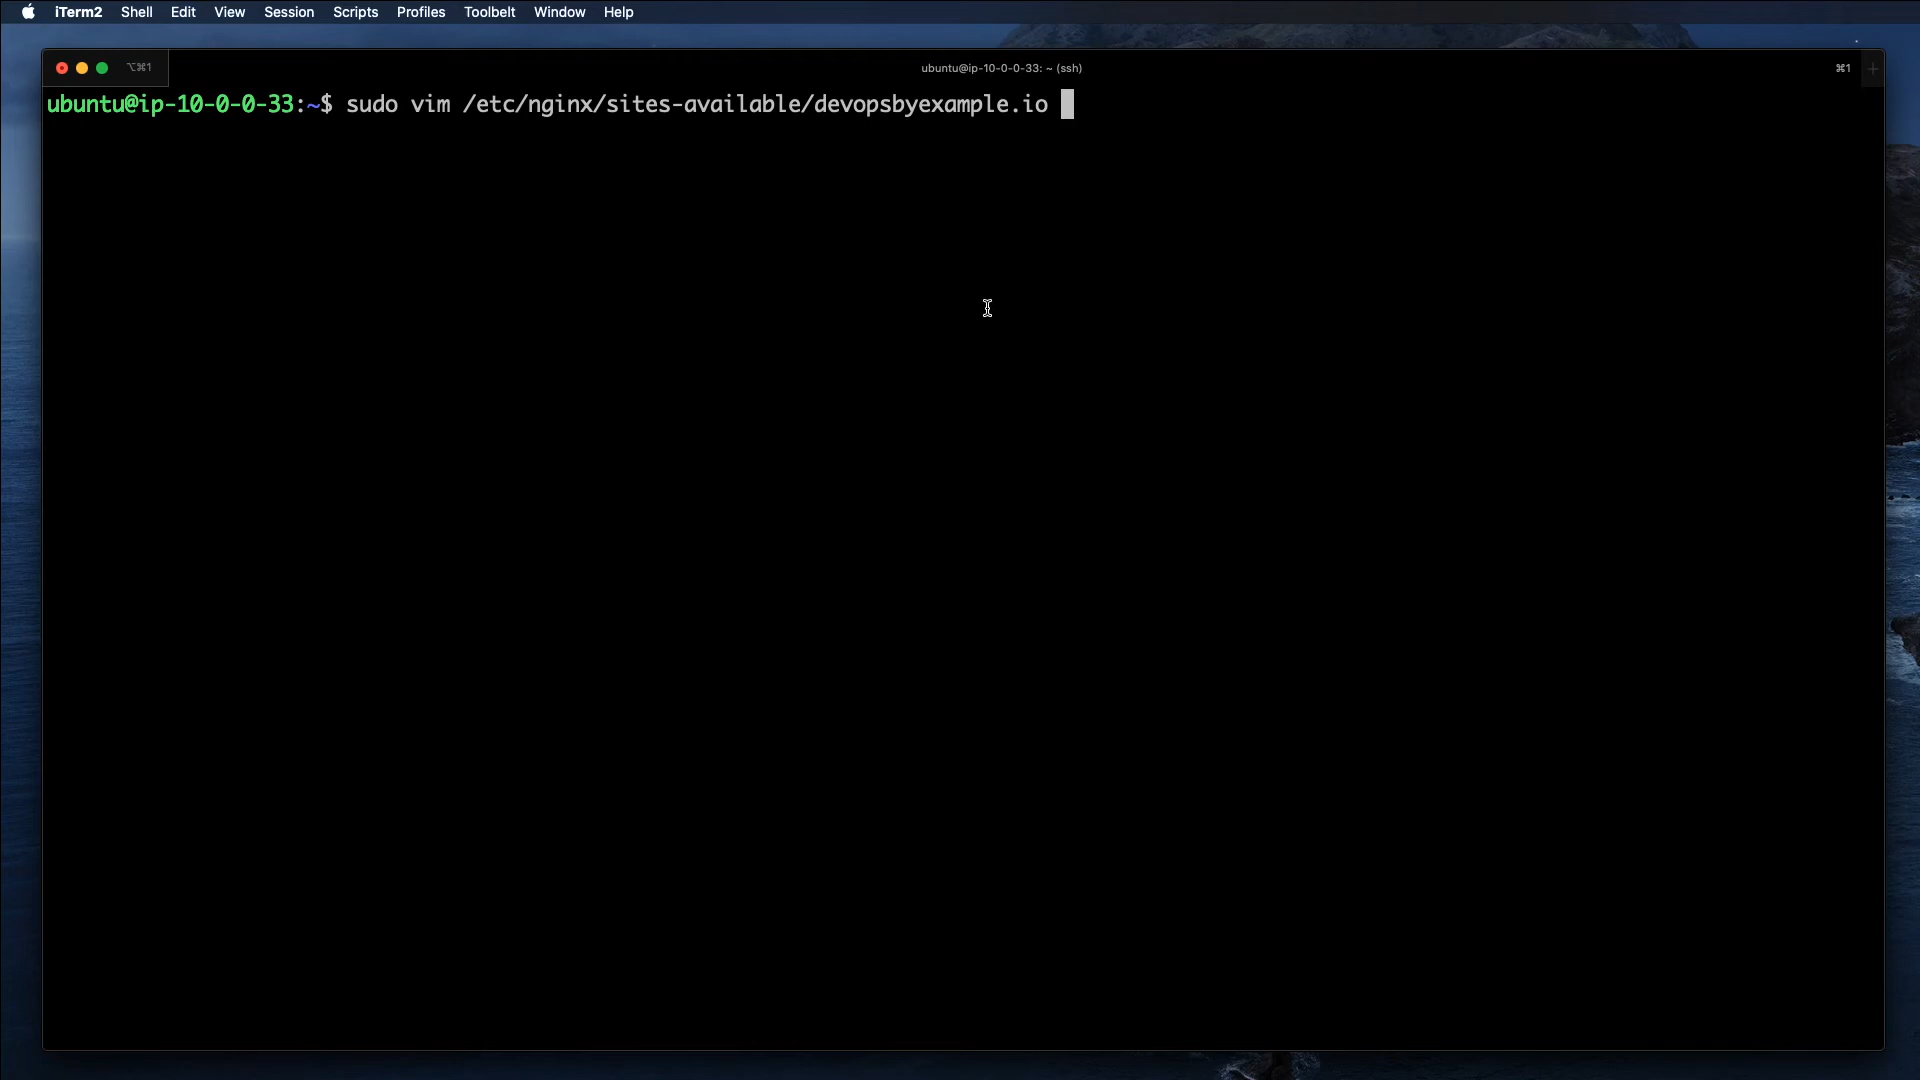 iTerm2 Shell Edit View Session Scripts Profiles Toolbelt Window Help
⌥⌘1 ubuntu@ip-10-0-0-33: ~ (ssh) ⌘1 +
ubuntu@ip-10-0-0-33:~$ sudo vim /etc/nginx/sites-available/devopsbyexample.io